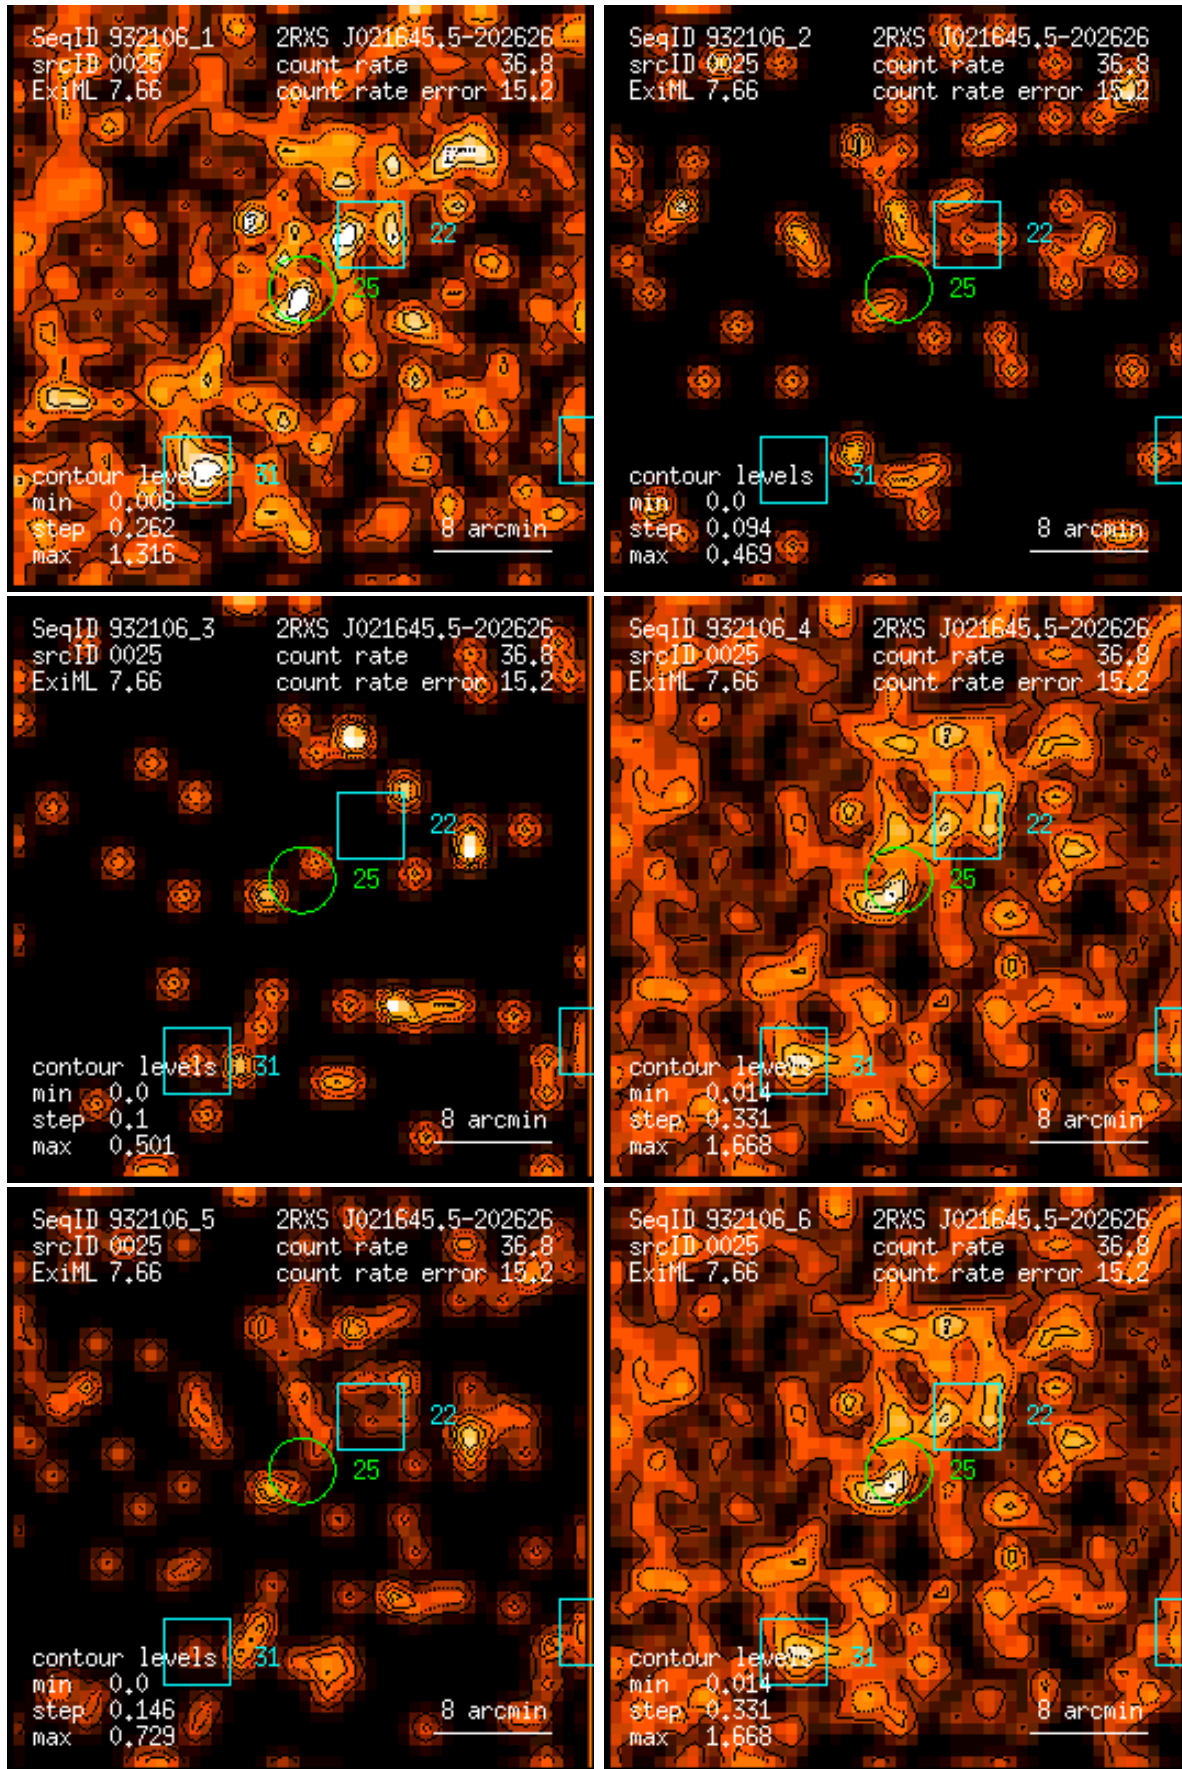 SeqID 932106_1 2RXS J021645.5-202626
srcID 0025 count rate 36.8
ExiML 7.66 count rate error 15.2
22
25
31
contour levels
min 0.008
step 0.262
max 1.316
8 arcmin
SeqID 932106_2 2RXS J021645.5-202626
srcID 0025 count rate 36.8
ExiML 7.66 count rate error 15.2
22
25
31
contour levels
min 0.0
step 0.094
max 0.469
8 arcmin
SeqID 932106_3 2RXS J021645.5-202626
srcID 0025 count rate 36.8
ExiML 7.66 count rate error 15.2
22
25
31
contour levels
min 0.0
step 0.1
max 0.501
8 arcmin
SeqID 932106_4 2RXS J021645.5-202626
srcID 0025 count rate 36.8
ExiML 7.66 count rate error 15.2
22
25
31
contour levels
min 0.014
step 0.331
max 1.668
8 arcmin
SeqID 932106_5 2RXS J021645.5-202626
srcID 0025 count rate 36.8
ExiML 7.66 count rate error 15.2
22
25
31
contour levels
min 0.0
step 0.146
max 0.729
8 arcmin
SeqID 932106_6 2RXS J021645.5-202626
srcID 0025 count rate 36.8
ExiML 7.66 count rate error 15.2
22
25
31
contour levels
min 0.014
step 0.331
max 1.668
8 arcmin